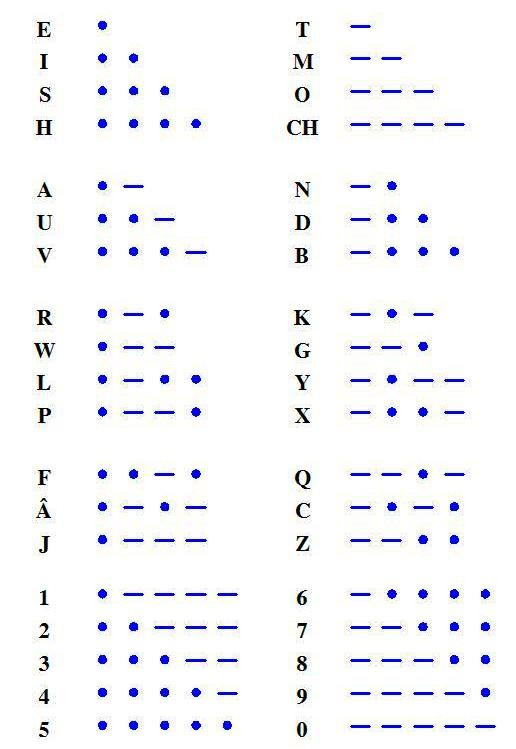 E • T —
I • • M — —
S • • • O — — —
H • • • • CH — — — —
A • — N — •
U • • — D — • •
V • • • — B — • • •
R • — • K — • —
W • — — G — — •
L • — • • Y — • — —
P • — — • X — • • —
F • • — • Q — — • —
 • — • — C — • — •
J • — — — Z — — • •
1 • — — — — 6 — • • • •
2 • • — — — 7 — — • • •
3 • • • — — 8 — — — • •
4 • • • • — 9 — — — — •
5 • • • • • 0 — — — — —